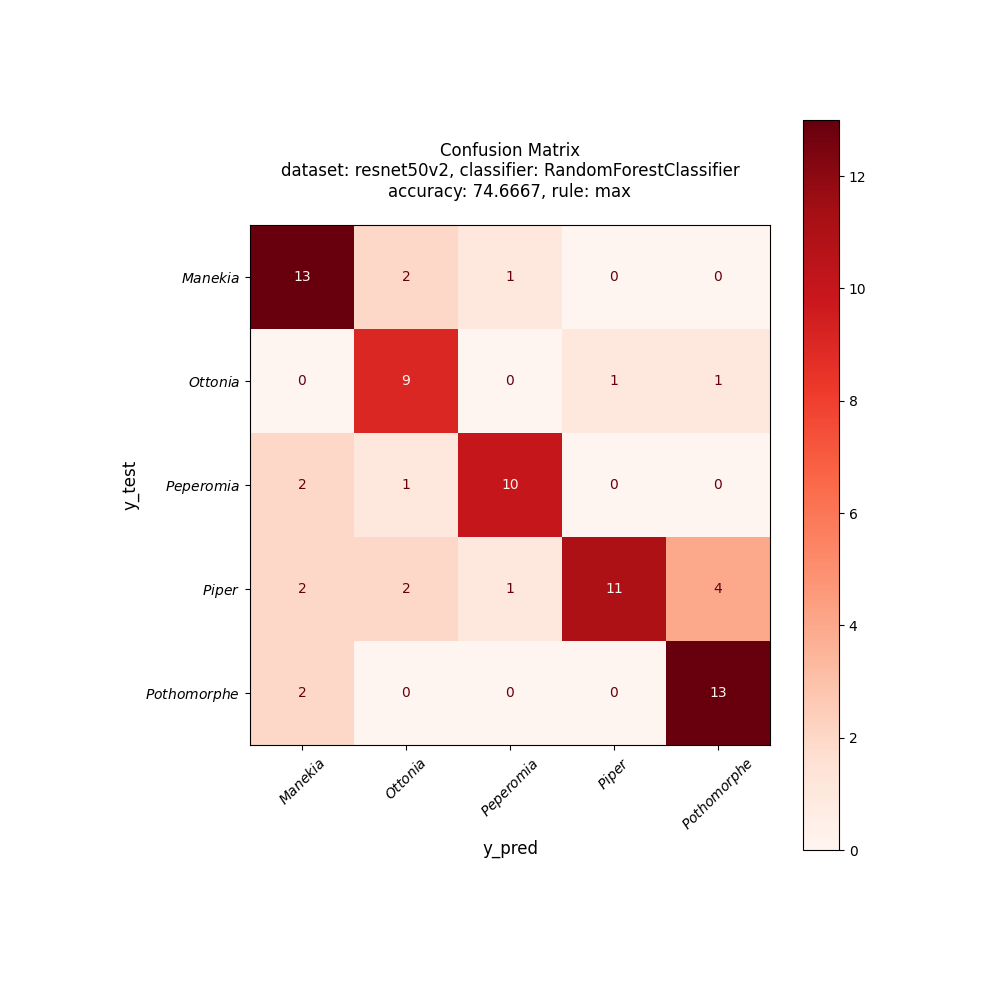 Confusion Matrix
dataset: resnet50v2, classifier: RandomForestClassifier
accuracy: 74.6667, rule: max
y_test
Manekia 13 2 1 0 0
Ottonia 0 9 0 1 1
Peperomia 2 1 10 0 0
Piper 2 2 1 11 4
Pothomorphe 2 0 0 0 13
Manekia Ottonia Peperomia Piper Pothomorphe
y_pred
12
10
8
6
4
2
0